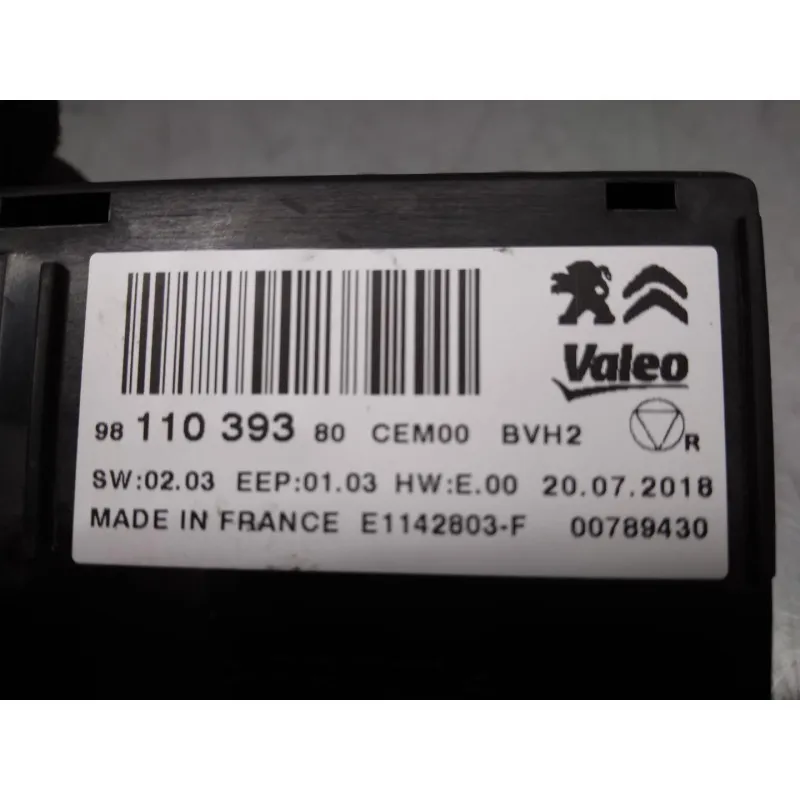 Valeo
98 110 393 80 CEM00 BVH2 R
SW:02.03 EEP:01.03 HW:E.00 20.07.2018
MADE IN FRANCE E1142803-F 00789430